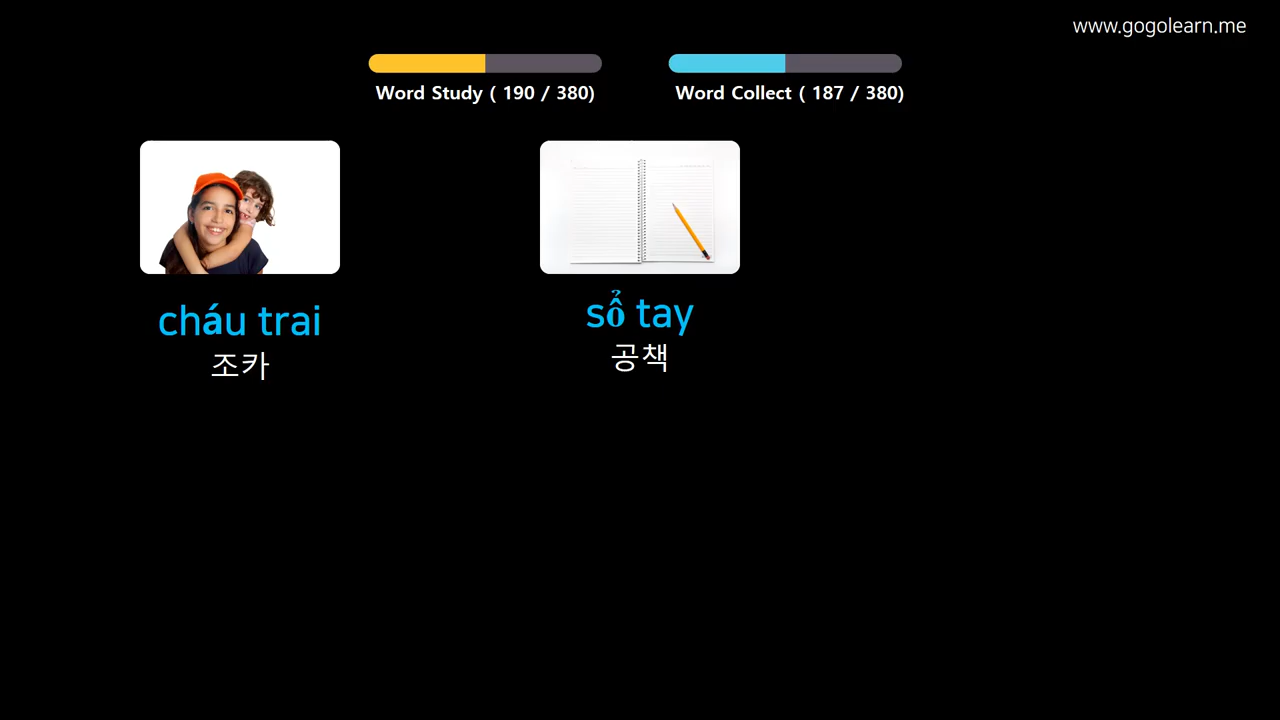 www.gogolearn.me
Word Study ( 190 / 380)
Word Collect ( 187 / 380)
cháu trai
조카
sổ tay
공책